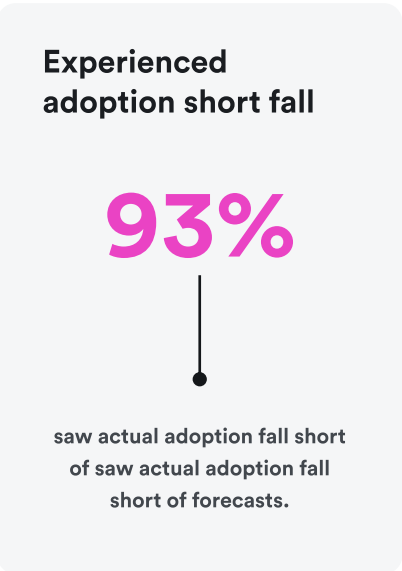 Experienced
adoption short fall
93%
saw actual adoption fall short
of saw actual adoption fall
short of forecasts.